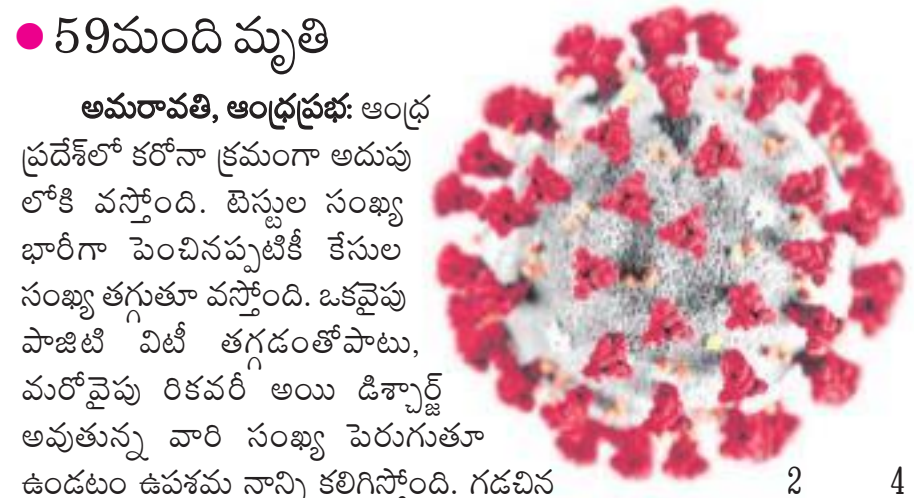 ● 59మంది మృతి
అమరావతి, ఆంధ్రప్రభ: ఆంధ్ర
ప్రదేశ్‌లో కరోనా క్రమంగా అదుపు
లోకి వస్తోంది. టెస్టుల సంఖ్య
భారీగా పెంచినప్పటికీ కేసుల
సంఖ్య తగ్గుతూ వస్తోంది. ఒకవైపు
పాజిటి విటీ తగ్గడంతోపాటు,
మరోవైపు రికవరీ అయి డిశ్చార్జ్
అవుతున్న వారి సంఖ్య పెరుగుతూ
ఉండటం ఉపశమ నాన్ని కలిగిస్తోంది. గడచిన 2 4